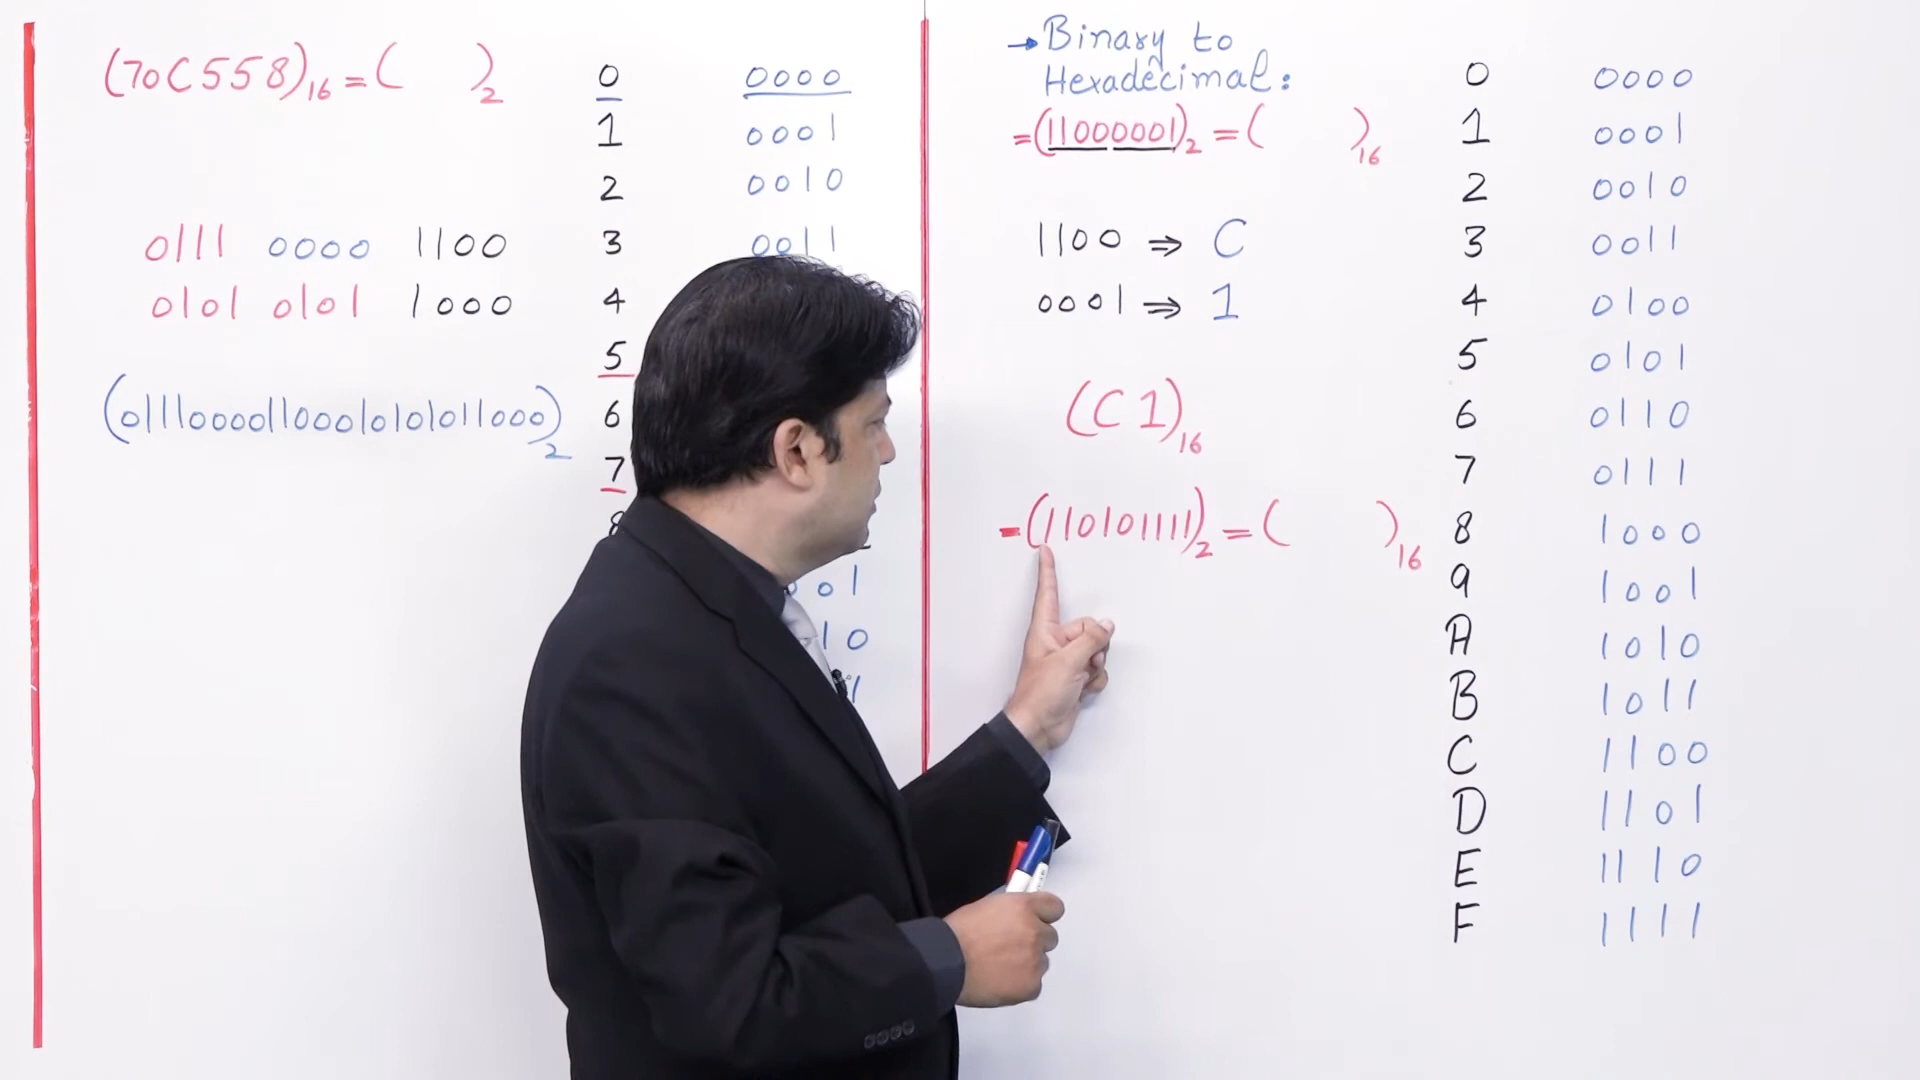 (70C558)16 = ( )2
0111 0000 1100
0101 0101 1000
(011100001100010101011000)2
0 0000
1 0001
2 0010
3 0011
4
5
6
7
8
→ Binary to
Hexadecimal:
=(11000001)2 = ( )16
1100 ⇒ C
0001 ⇒ 1
(C1)16
-(110101111)2 = ( )16
0 0000
1 0001
2 0010
3 0011
4 0100
5 0101
6 0110
7 0111
8 1000
9 1001
A 1010
B 1011
C 1100
D 1101
E 1110
F 1111